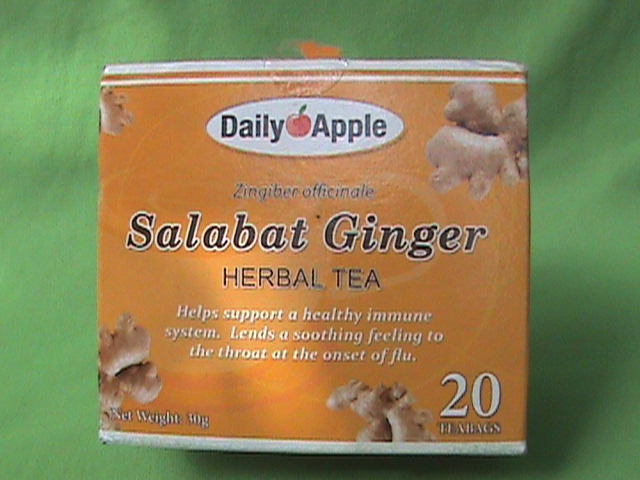 Daily Apple
Zingiber officinale
Salabat Ginger
HERBAL TEA
Helps support a healthy immune
system. Lends a soothing feeling to
the throat at the onset of flu.
20
TEABAGS
Net Weight: 30g